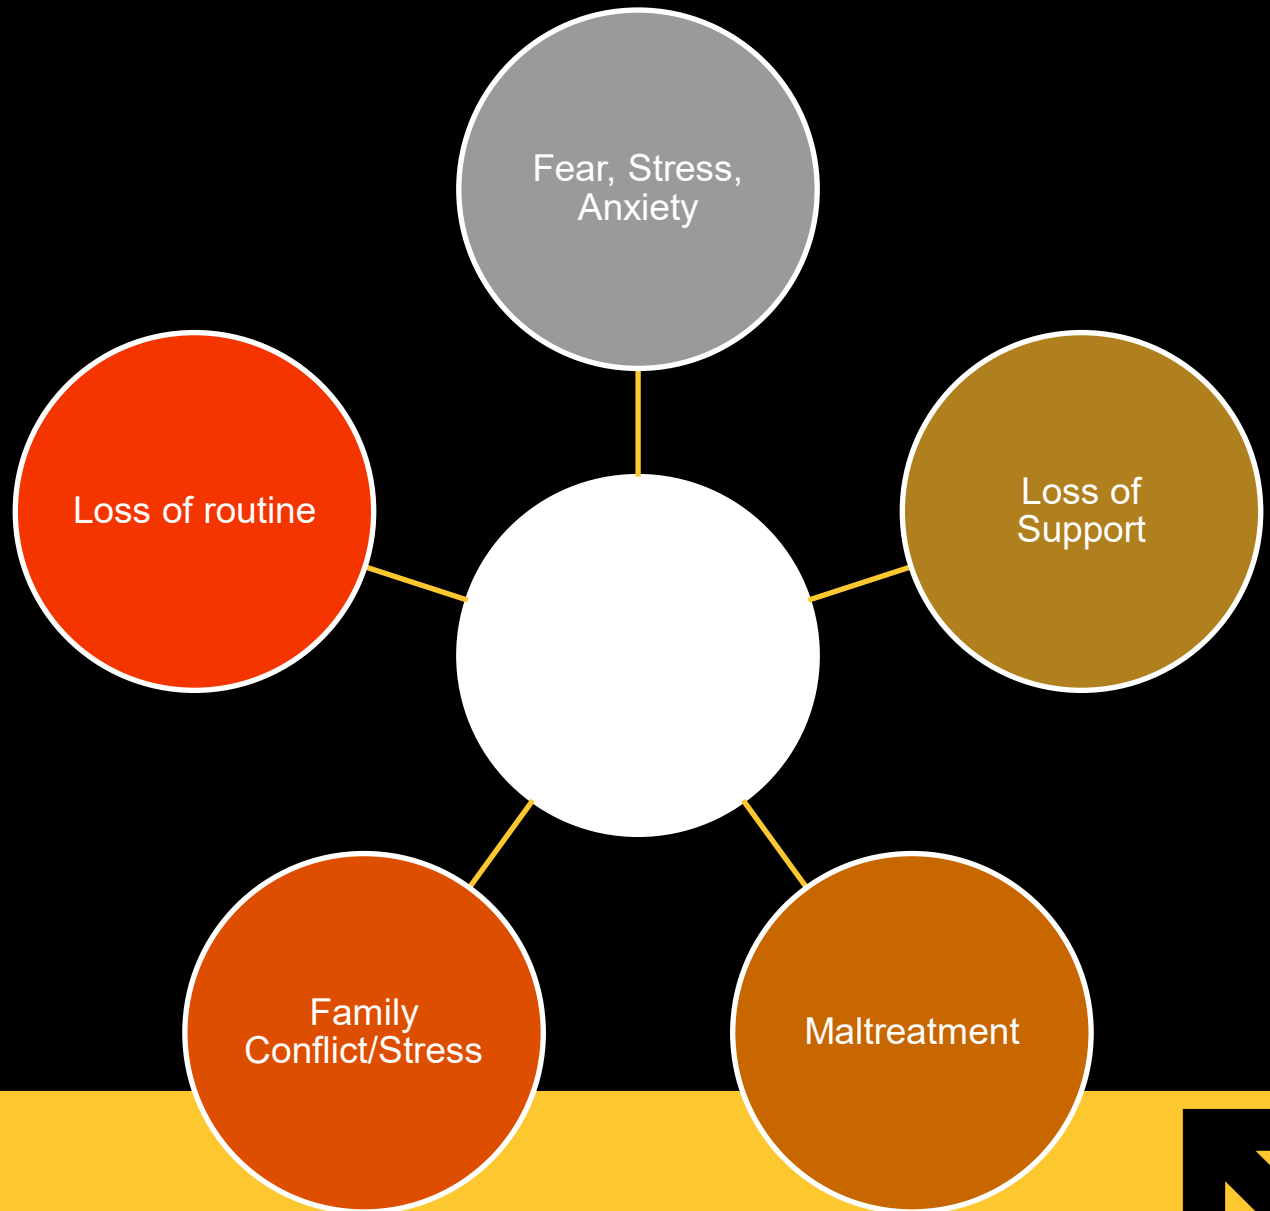 Fear, Stress,
Anxiety
Loss of routine
Loss of
Support
Family
Conflict/Stress
Maltreatment